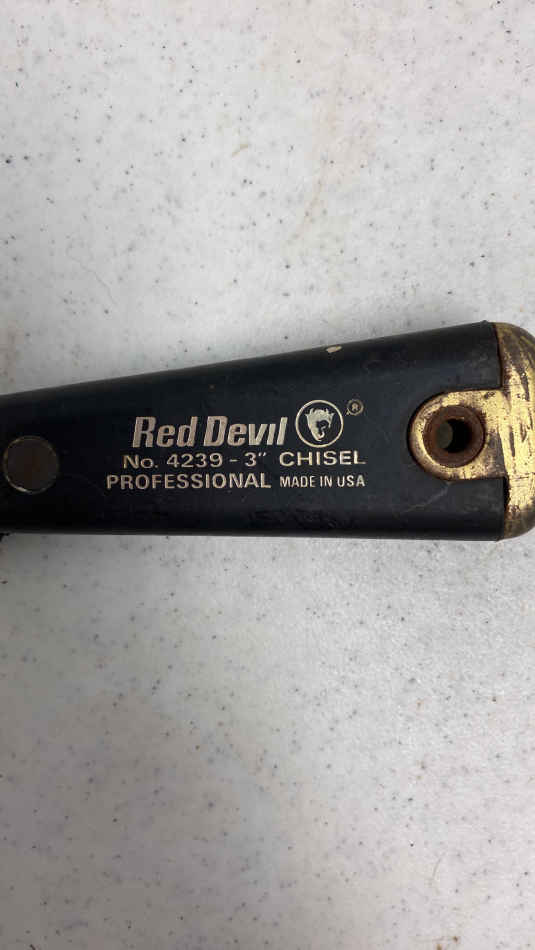 Red Devil ®
No. 4239 - 3" CHISEL
PROFESSIONAL MADE IN USA